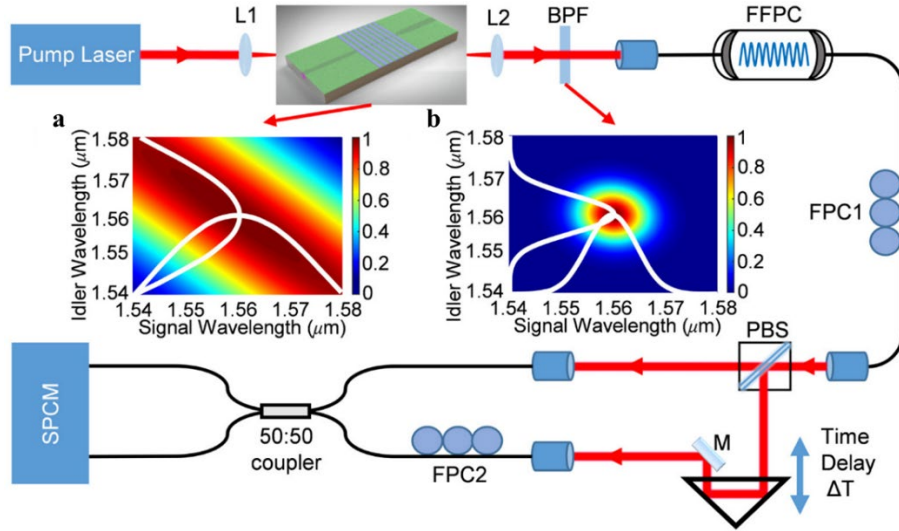 L1
L2
BPF
FFPC
Pump Laser
a
b
Idler Wavelength (μm)
1.58
1.57
1.56
1.55
1.54
1.54 1.55 1.56 1.57 1.58
Signal Wavelength (μm)
1
0.8
0.6
0.4
0.2
0
Idler Wavelength (μm)
1.58
1.57
1.56
1.55
1.54
1.54 1.55 1.56 1.57 1.58
Signal Wavelength (μm)
1
0.8
0.6
0.4
0.2
0
FPC1
PBS
SPCM
50:50
coupler
FPC2
M
Time
Delay
ΔT